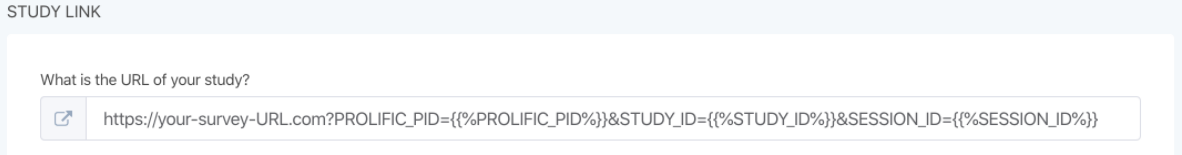 STUDY LINK
What is the URL of your study?
https://your-survey-URL.com?PROLIFIC_PID={{%PROLIFIC_PID%}}&STUDY_ID={{%STUDY_ID%}}&SESSION_ID={{%SESSION_ID%}}